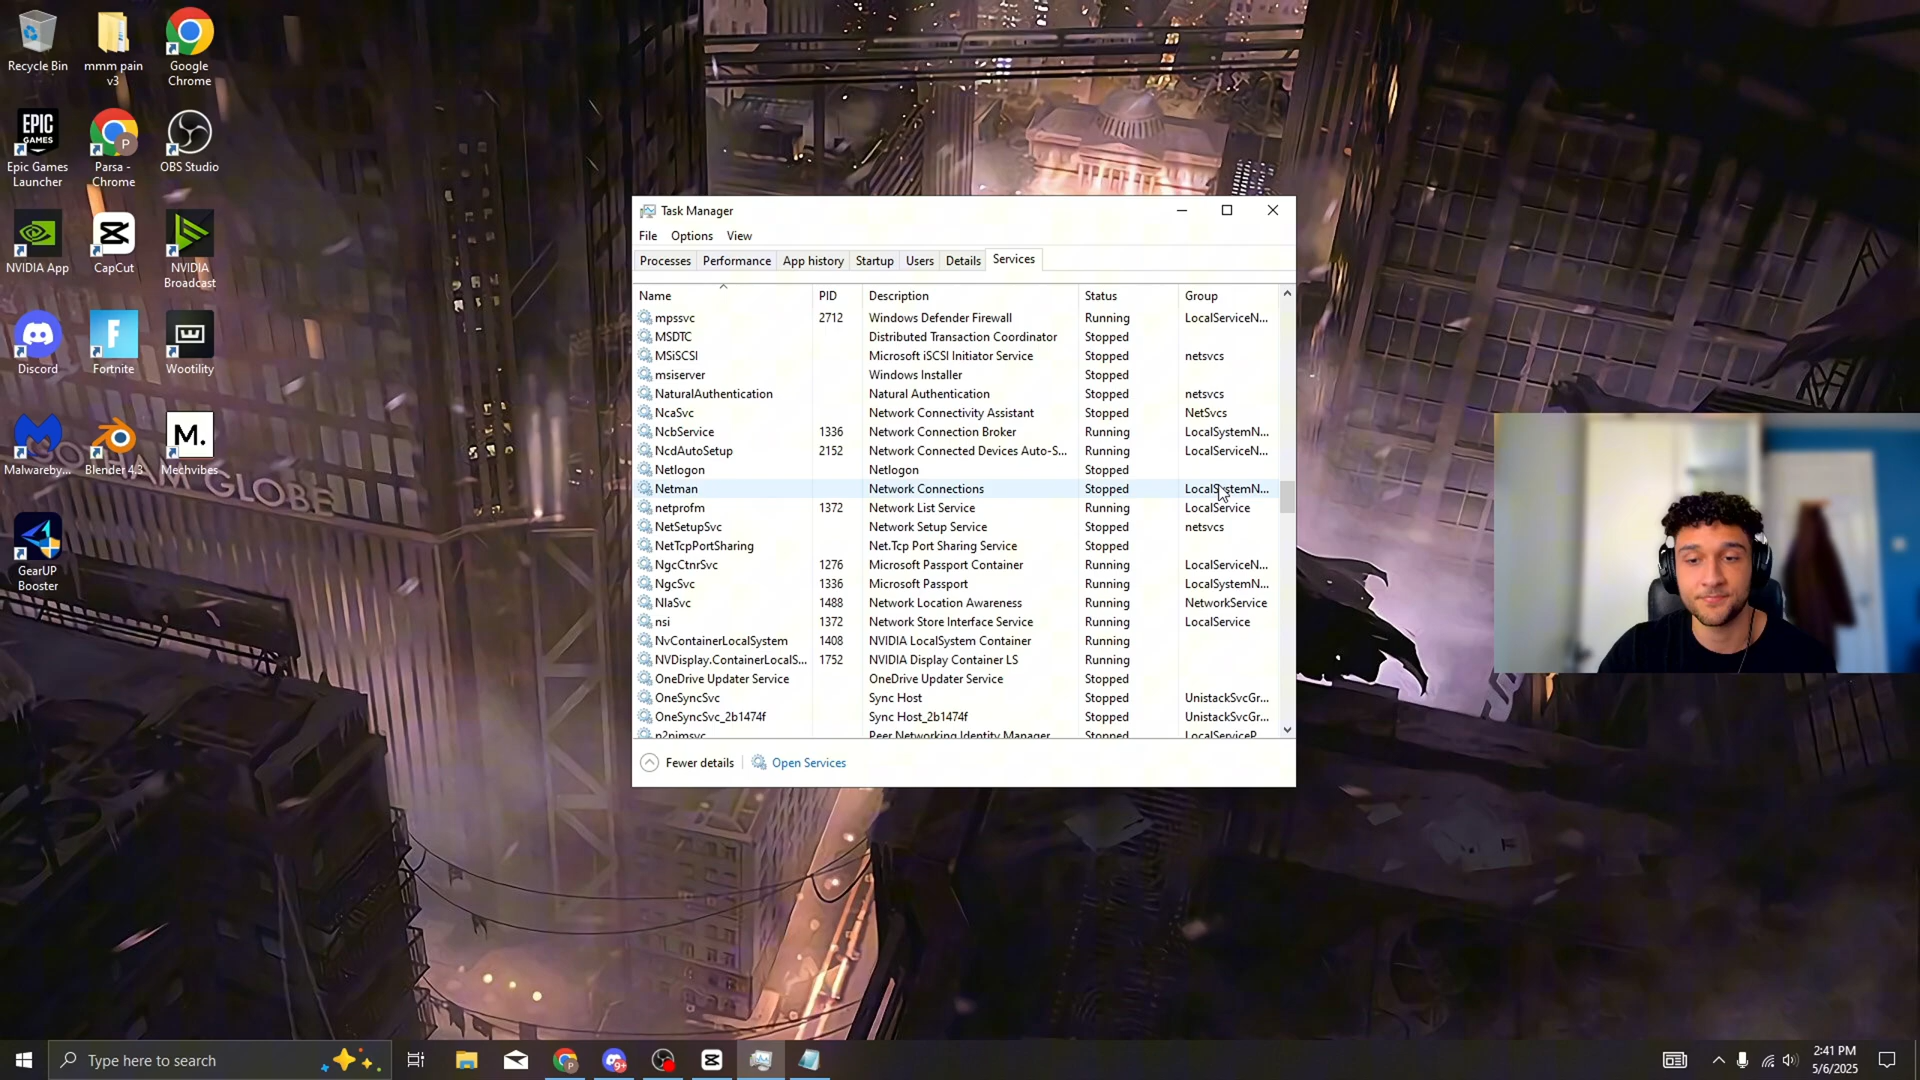 Recycle Bin
mmm pain
v3
Google
Chrome
EPIC
GAMES
Epic Games
Launcher
P
Parsa -
Chrome
OBS Studio
NVIDIA App
CapCut
NVIDIA
Broadcast
Discord
F
Fortnite
Wootility
Malwareby...
Blender 4.3
M.
Mechvibes
GearUP
Booster
GOTHAM GLOBE
Task Manager
File Options View
Processes Performance App history Startup Users Details Services
Name PID Description Status Group
mpssvc 2712 Windows Defender Firewall Running LocalServiceN...
MSDTC Distributed Transaction Coordinator Stopped
MSiSCSI Microsoft iSCSI Initiator Service Stopped netsvcs
msiserver Windows Installer Stopped
NaturalAuthentication Natural Authentication Stopped netsvcs
NcaSvc Network Connectivity Assistant Stopped NetSvcs
NcbService 1336 Network Connection Broker Running LocalSystemN...
NcdAutoSetup 2152 Network Connected Devices Auto-S... Running LocalServiceN...
Netlogon Netlogon Stopped
Netman Network Connections Stopped LocalSystemN...
netprofm 1372 Network List Service Running LocalService
NetSetupSvc Network Setup Service Stopped netsvcs
NetTcpPortSharing Net.Tcp Port Sharing Service Stopped
NgcCtnrSvc 1276 Microsoft Passport Container Running LocalServiceN...
NgcSvc 1336 Microsoft Passport Running LocalSystemN...
NlaSvc 1488 Network Location Awareness Running NetworkService
nsi 1372 Network Store Interface Service Running LocalService
NvContainerLocalSystem 1408 NVIDIA LocalSystem Container Running
NVDisplay.ContainerLocalS... 1752 NVIDIA Display Container LS Running
OneDrive Updater Service OneDrive Updater Service Stopped
OneSyncSvc Sync Host Stopped UnistackSvcGr...
OneSyncSvc_2b1474f Sync Host_2b1474f Stopped UnistackSvcGr...
p2pimsvc Peer Networking Identity Manager Stopped LocalServiceP...
Fewer details Open Services
Type here to search
9+
2:41 PM
5/6/2025